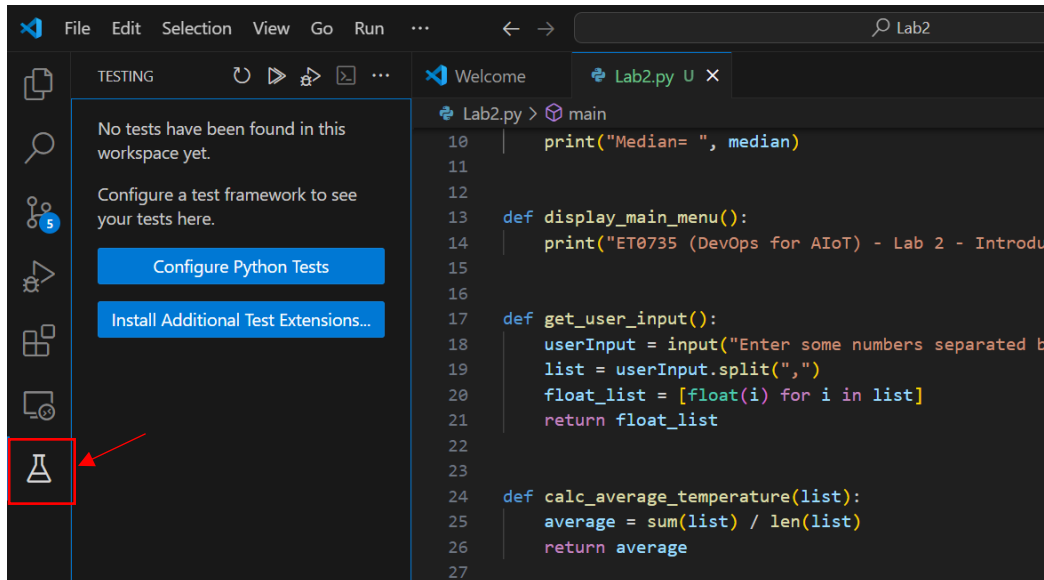 File Edit Selection View Go Run ··· Lab2
TESTING
No tests have been found in this
workspace yet.
Configure a test framework to see
your tests here.
Configure Python Tests
Install Additional Test Extensions...
5
Welcome Lab2.py U
Lab2.py > main
10 print("Median= ", median)
11
12
13 def display_main_menu():
14 print("ET0735 (DevOps for AIoT) - Lab 2 - Introdu
15
16
17 def get_user_input():
18 userInput = input("Enter some numbers separated b
19 list = userInput.split(",")
20 float_list = [float(i) for i in list]
21 return float_list
22
23
24 def calc_average_temperature(list):
25 average = sum(list) / len(list)
26 return average
27